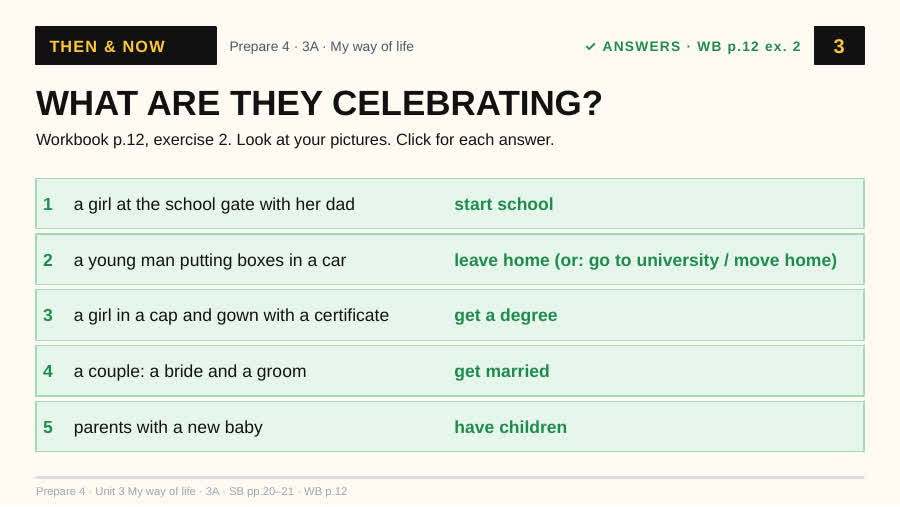 THEN & NOW
Prepare 4 · 3A · My way of life
✓ ANSWERS · WB p.12 ex. 2
3
WHAT ARE THEY CELEBRATING?
Workbook p.12, exercise 2. Look at your pictures. Click for each answer.
1 a girl at the school gate with her dad start school
2 a young man putting boxes in a car leave home (or: go to university / move home)
3 a girl in a cap and gown with a certificate get a degree
4 a couple: a bride and a groom get married
5 parents with a new baby have children
Prepare 4 · Unit 3 My way of life · 3A · SB pp.20–21 · WB p.12